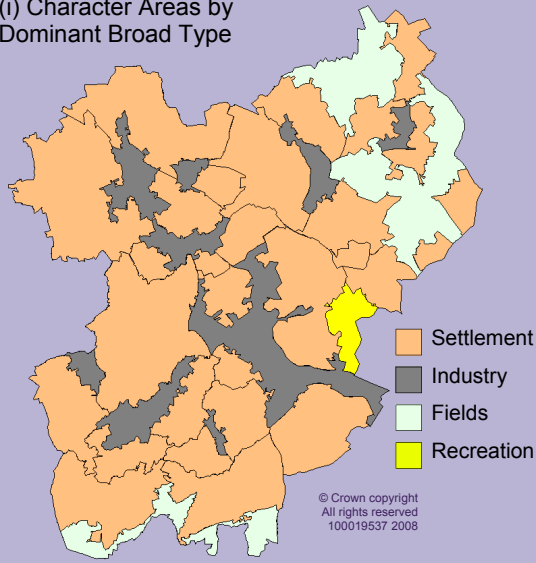 (i) Character Areas by
Dominant Broad Type
Settlement
Industry
Fields
Recreation
© Crown copyright
All rights reserved
100019537 2008